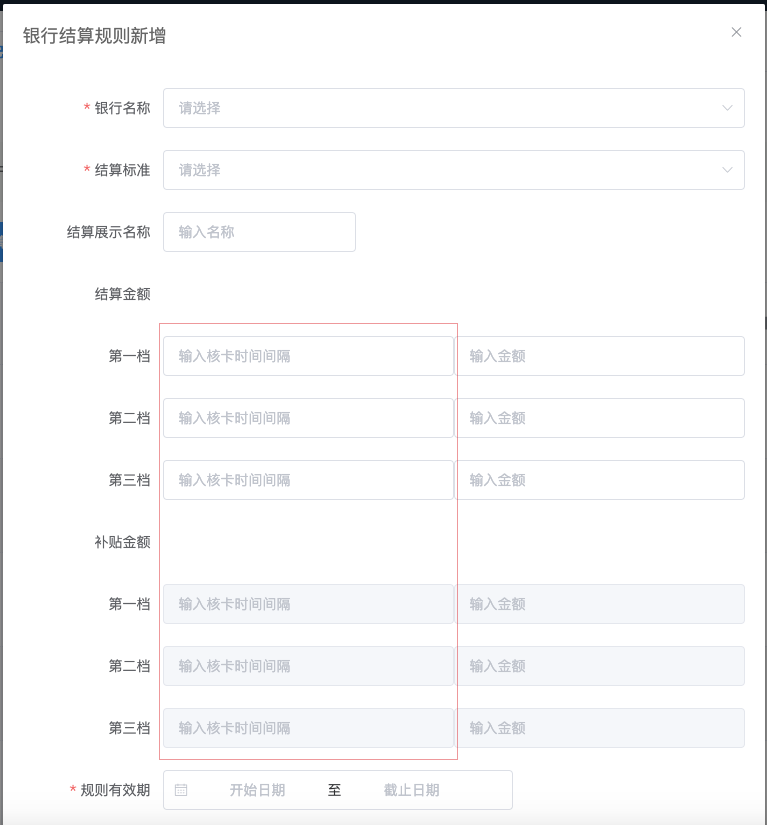 银行结算规则新增
* 银行名称 请选择
* 结算标准 请选择
结算展示名称 输入名称
结算金额
第一档 输入核卡时间间隔 输入金额
第二档 输入核卡时间间隔 输入金额
第三档 输入核卡时间间隔 输入金额
补贴金额
第一档 输入核卡时间间隔 输入金额
第二档 输入核卡时间间隔 输入金额
第三档 输入核卡时间间隔 输入金额
* 规则有效期 开始日期 至 截止日期